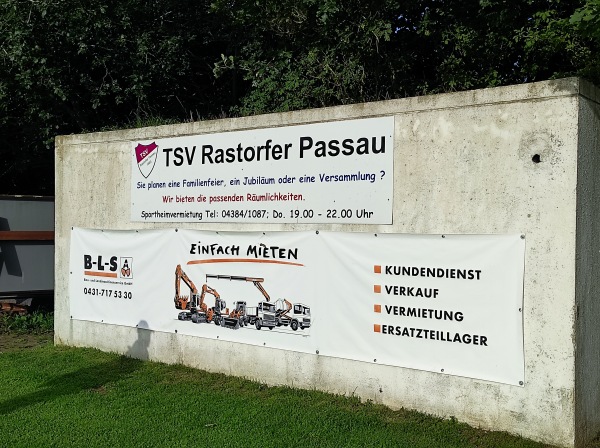 TSV
TSV Rastorfer Passau
Sie planen eine Familienfeier, ein Jubiläum oder eine Versammlung ?
Wir bieten die passenden Räumlichkeiten.
Sportheimvermietung Tel: 04384/1087; Do. 19.00 - 22.00 Uhr
B-L-S
0431-717 53 30
EINFACH MIETEN
KUNDENDIENST
VERKAUF
VERMIETUNG
ERSATZTEILLAGER